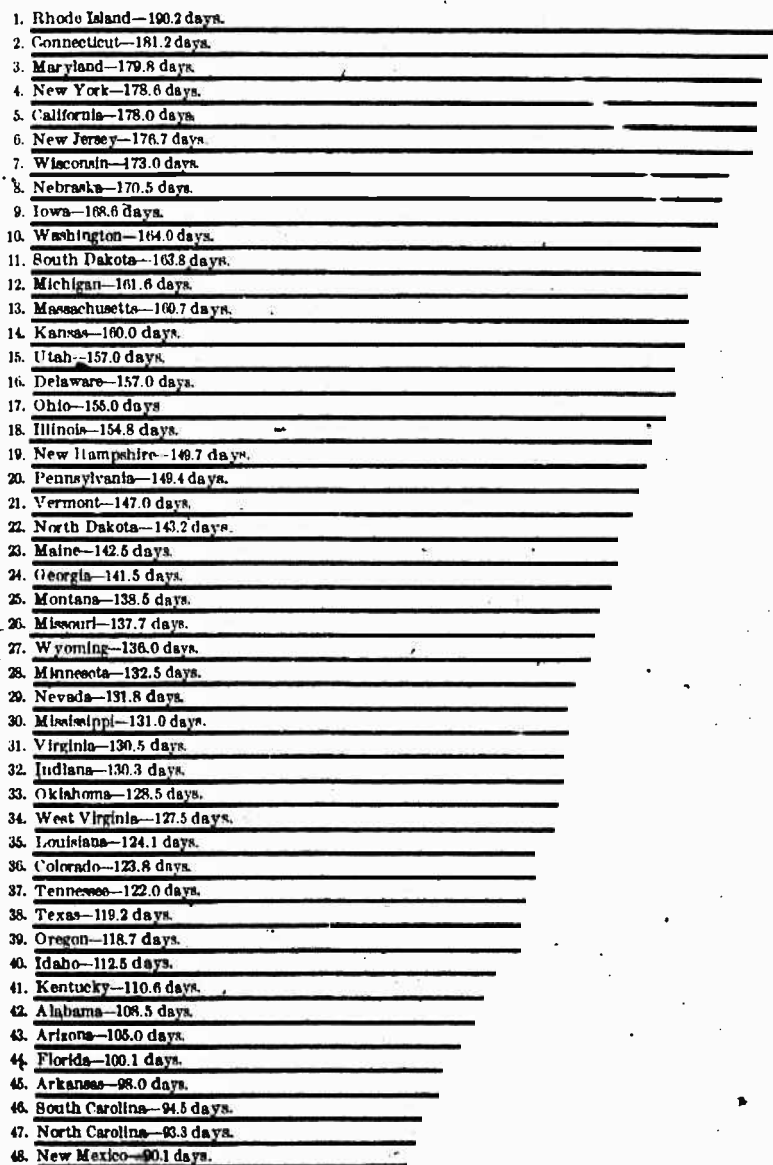 1. Rhode Island—190.2 days.
2. Connecticut—181.2 days.
3. Maryland—179.8 days.
4. New York—178.6 days.
5. California—178.0 days.
6. New Jersey—176.7 days.
7. Wisconsin—173.0 days.
8. Nebraska—170.5 days.
9. Iowa—168.6 days.
10. Washington—164.0 days.
11. South Dakota—163.8 days.
12. Michigan—161.6 days.
13. Massachusetts—160.7 days.
14. Kansas—160.0 days.
15. Utah—157.0 days.
16. Delaware—157.0 days.
17. Ohio—155.0 days
18. Illinois—154.8 days.
19. New Hampshire—149.7 days.
20. Pennsylvania—149.4 days.
21. Vermont—147.0 days.
22. North Dakota—143.2 days.
23. Maine—142.5 days.
24. Georgia—141.5 days.
25. Montana—138.5 days.
26. Missouri—137.7 days.
27. Wyoming—136.0 days.
28. Minnesota—132.5 days.
29. Nevada—131.8 days.
30. Mississippi—131.0 days.
31. Virginia—130.5 days.
32. Indiana—130.3 days.
33. Oklahoma—128.5 days.
34. West Virginia—127.5 days.
35. Louisiana—124.1 days.
36. Colorado—123.8 days.
37. Tennessee—122.0 days.
38. Texas—119.2 days.
39. Oregon—118.7 days.
40. Idaho—112.5 days.
41. Kentucky—110.6 days.
42. Alabama—108.5 days.
43. Arizona—105.0 days.
44. Florida—100.1 days.
45. Arkansas—98.0 days.
46. South Carolina—94.5 days.
47. North Carolina—93.3 days.
48. New Mexico—90.1 days.